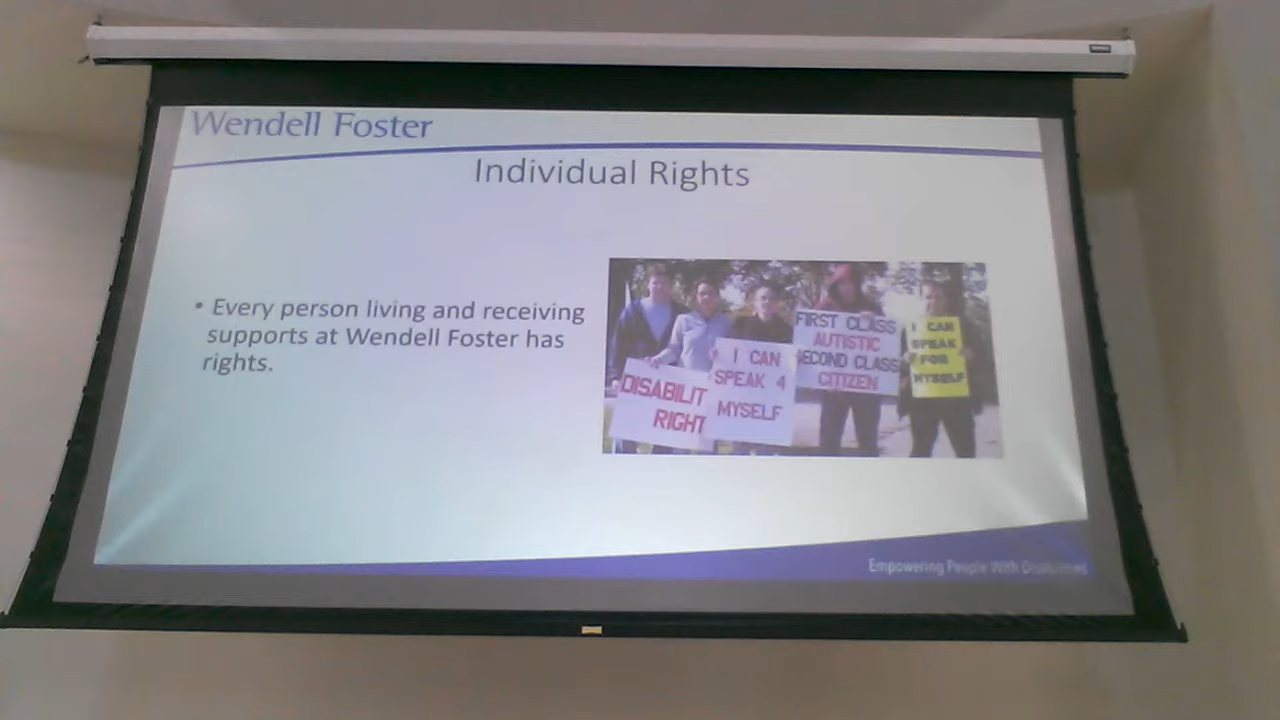 Wendell Foster
Individual Rights
• Every person living and receiving
supports at Wendell Foster has
rights.
DISABILIT
RIGHT
I CAN
SPEAK 4
MYSELF
FIRST CLASS
AUTISTIC
SECOND CLASS
CITIZEN
I CAN
SPEAK
FOR
MYSELF
Empowering People With Disabilities